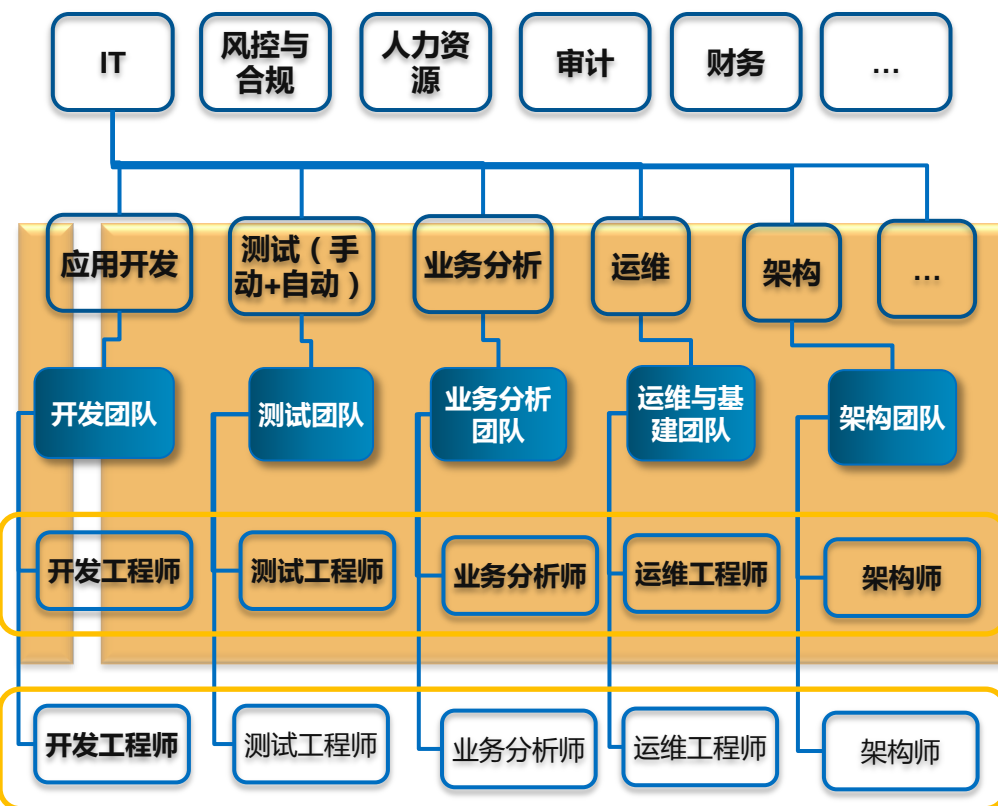 IT
风控与
合规
人力资
源
审计
财务
…
应用开发
测试（手
动+自动）
业务分析
运维
架构
…
开发团队
测试团队
业务分析
团队
运维与基
建团队
架构团队
开发工程师
测试工程师
业务分析师
运维工程师
架构师
开发工程师
测试工程师
业务分析师
运维工程师
架构师